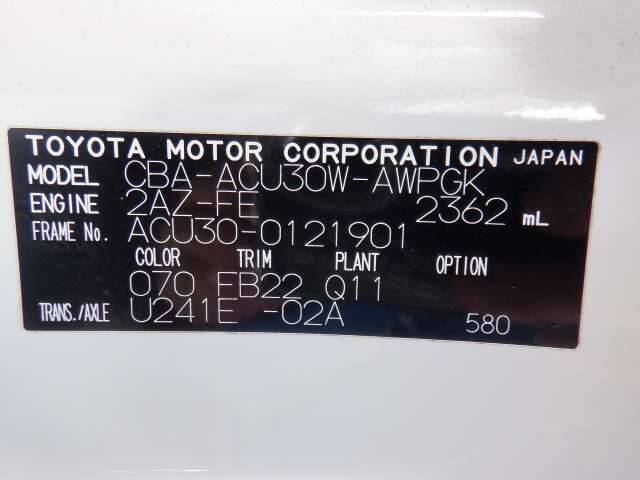 TOYOTA MOTOR CORPORATION JAPAN
MODEL CBA-ACU30W-AWPGK
ENGINE 2AZ-FE 2362 mL
FRAME No. ACU30-0121901
COLOR TRIM PLANT OPTION
070 FB22 Q11
TRANS./AXLE U241E -02A 580